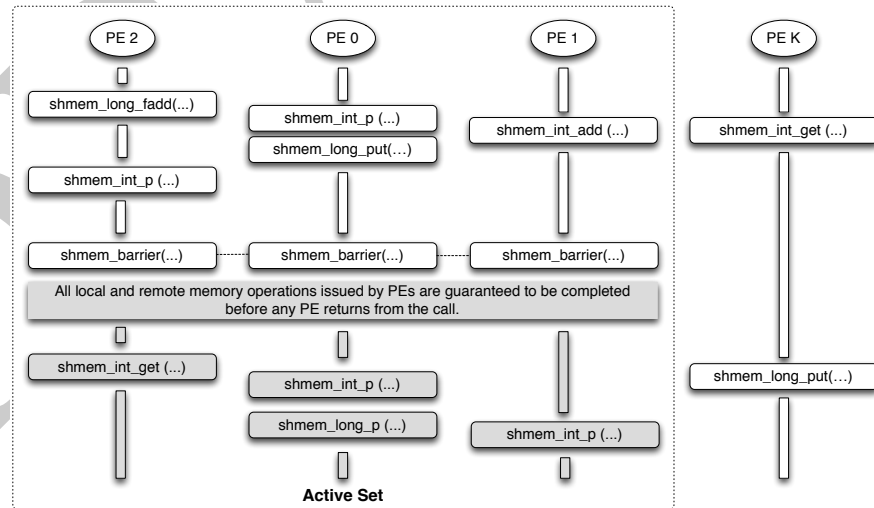 PE 2
PE 0
PE 1
PE K
shmem_long_fadd(...)
shmem_int_p (...)
shmem_long_put(...)
shmem_int_add (...)
shmem_int_get (...)
shmem_int_p (...)
shmem_barrier(...)
shmem_barrier(...)
shmem_barrier(...)
All local and remote memory operations issued by PEs are guaranteed to be completed
before any PE returns from the call.
shmem_int_get (...)
shmem_int_p (...)
shmem_long_put(...)
shmem_long_p (...)
shmem_int_p (...)
Active Set